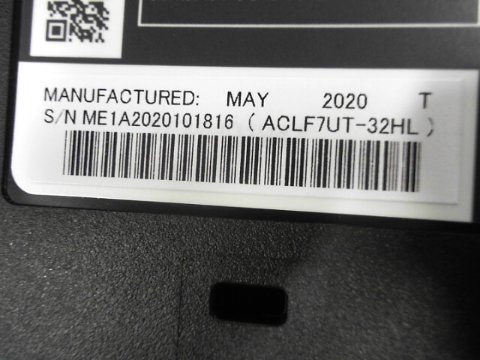 MANUFACTURED: MAY 2020 T
S/N ME1A2020101816 ( ACLF7UT-32HL )